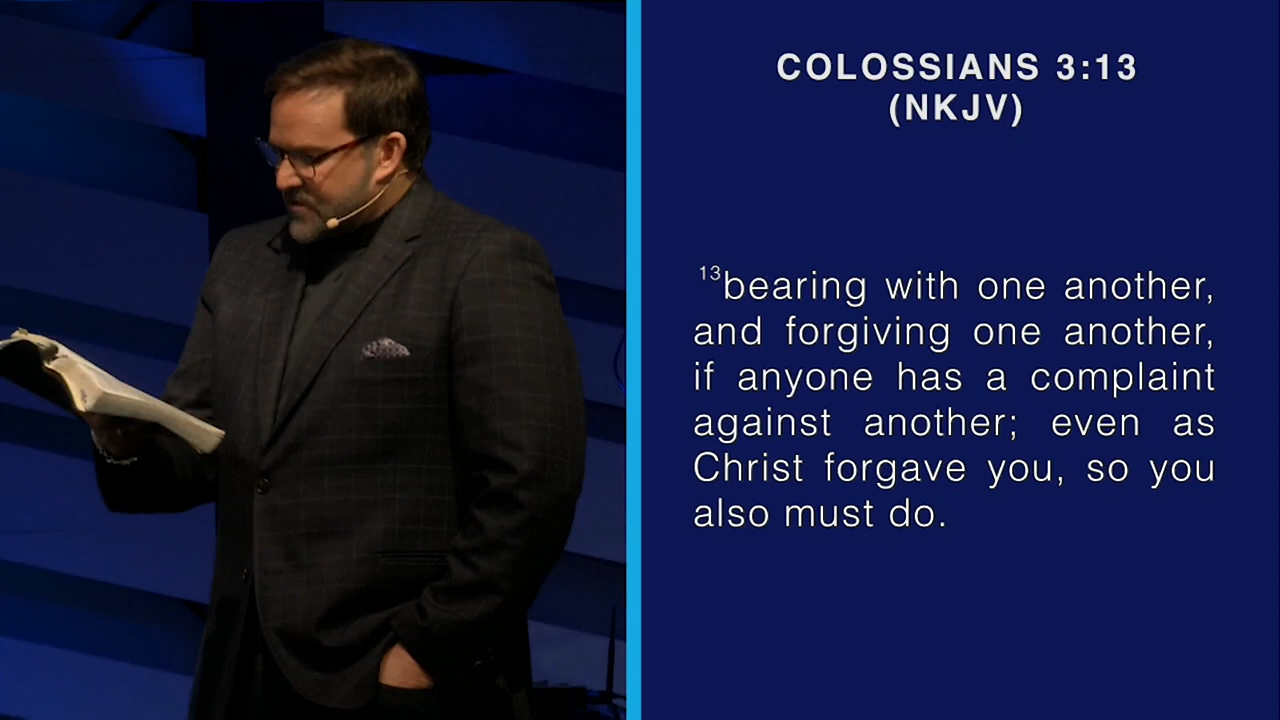 COLOSSIANS 3:13
(NKJV)
13bearing with one another,
and forgiving one another,
if anyone has a complaint
against another; even as
Christ forgave you, so you
also must do.